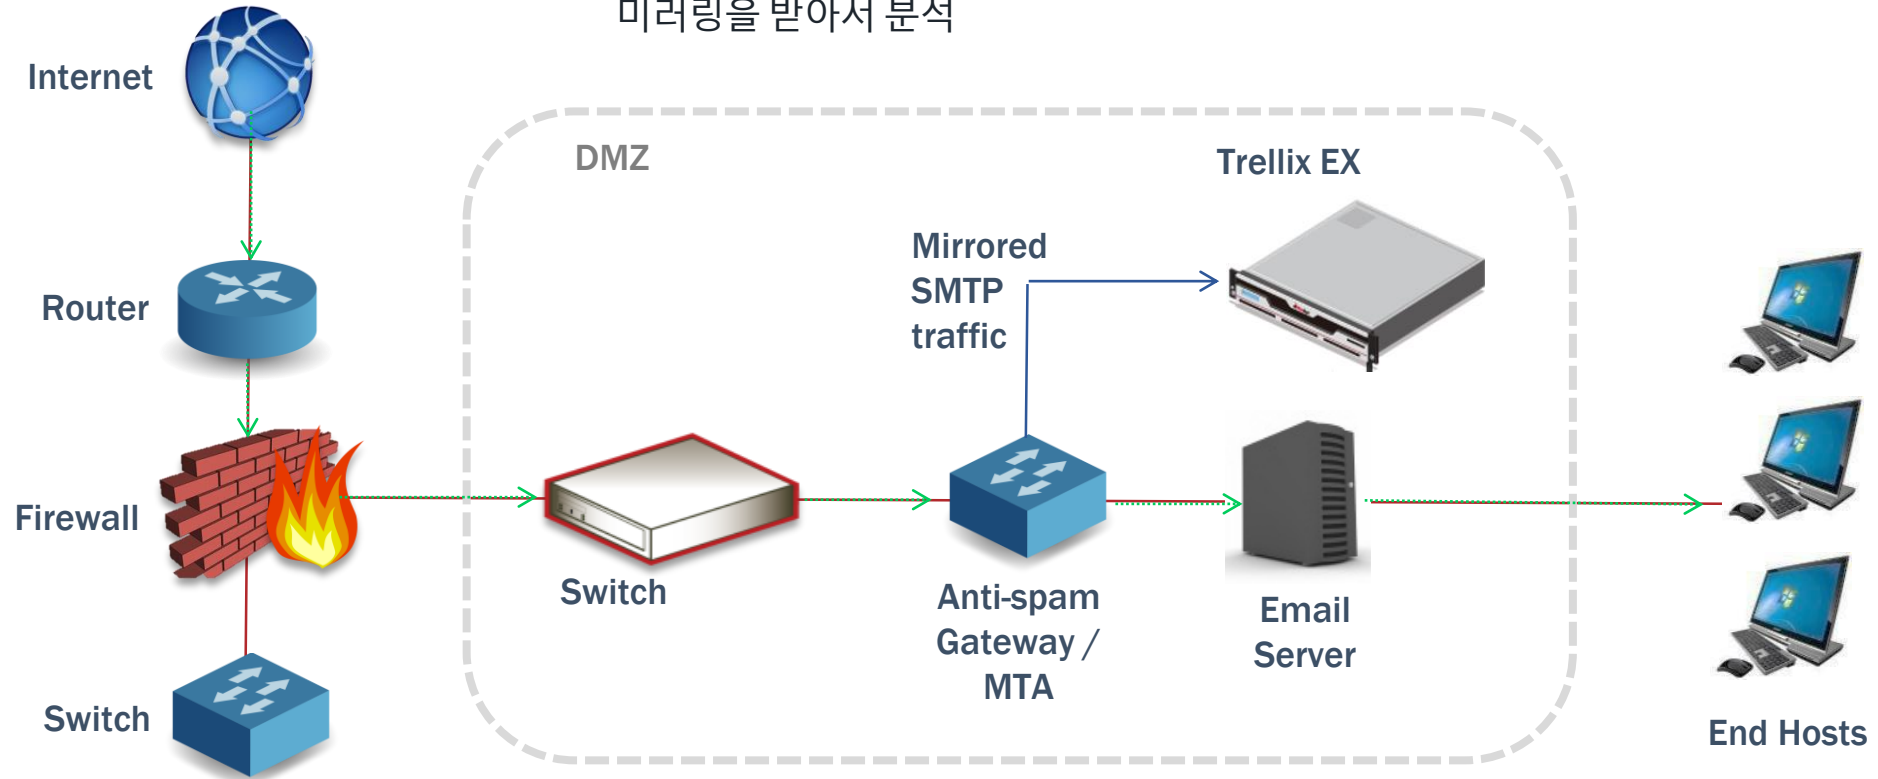 미러링을 받아서 분석
Internet
DMZ
Trellix EX
Mirrored
SMTP
traffic
Router
Firewall
Switch
Anti-spam
Gateway /
MTA
Email
Server
Switch
End Hosts